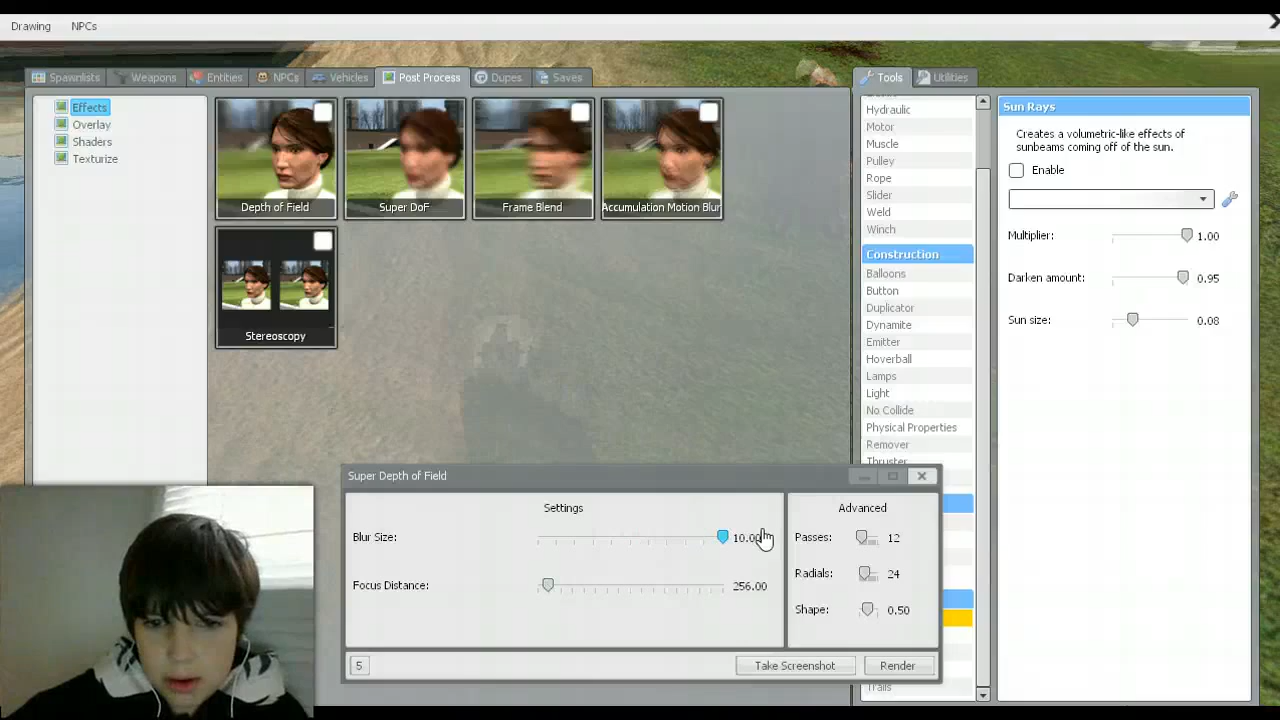 Drawing NPCs
Spawnlists Weapons Entities NPCs Vehicles Post Process Dupes Saves
Tools Utilities
Effects
Overlay
Shaders
Texturize
Depth of Field
Super DoF
Frame Blend
Accumulation Motion Blur
Stereoscopy
Hydraulic
Motor
Muscle
Pulley
Rope
Slider
Weld
Winch
Construction
Balloons
Button
Duplicator
Dynamite
Emitter
Hoverball
Lamps
Light
No Collide
Physical Properties
Remover
Thruster
Trails
Sun Rays
Creates a volumetric-like effects of
sunbeams coming off of the sun.
Enable
Multiplier: 1.00
Darken amount: 0.95
Sun size: 0.08
Super Depth of Field
Settings
Blur Size: 10.00
Focus Distance: 256.00
Advanced
Passes: 12
Radials: 24
Shape: 0.50
5
Take Screenshot
Render